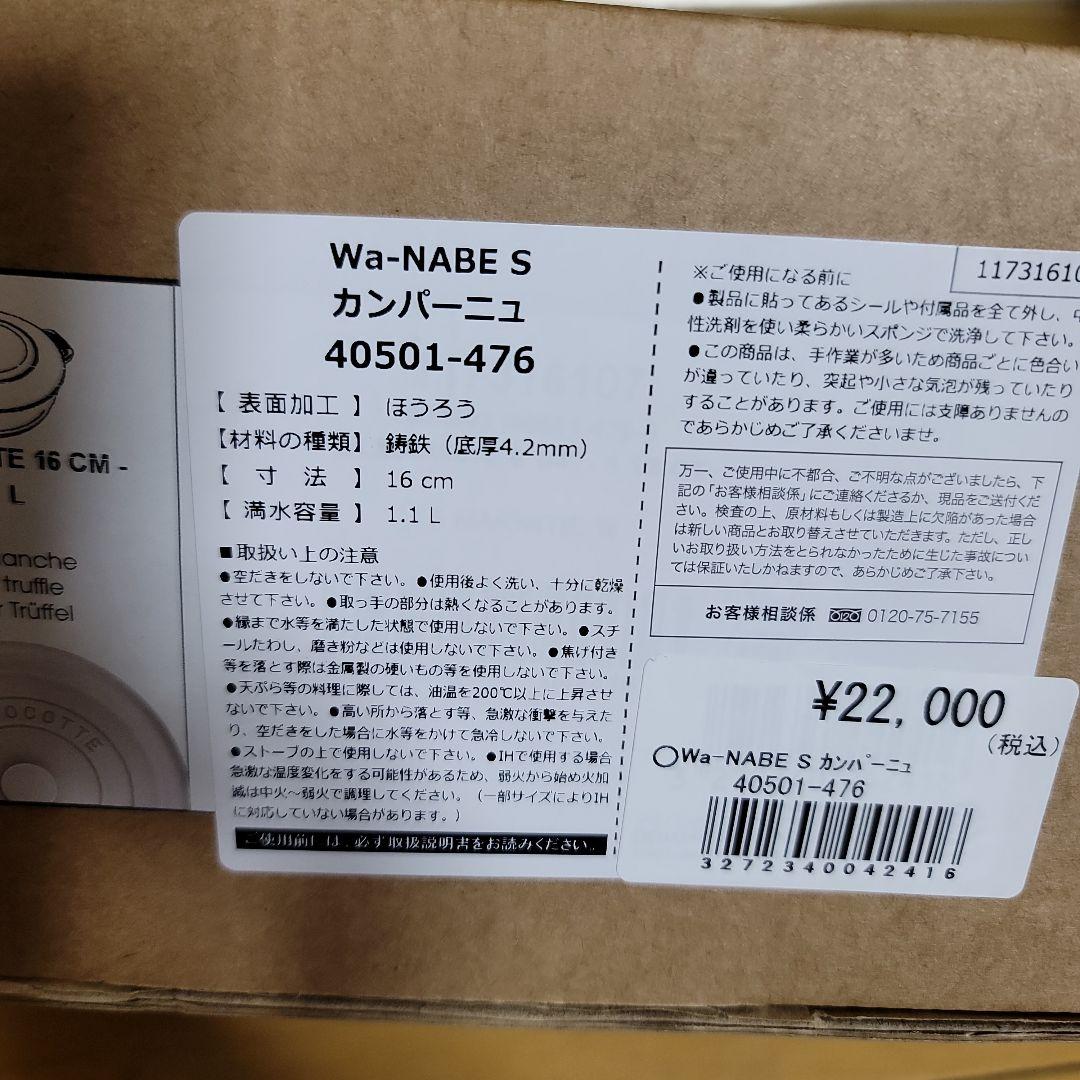 Wa-NABE S
カンパーニュ
40501-476
【 表面加工 】 ほうろう
【材料の種類】 鋳鉄（底厚4.2mm）
【 寸 法 】 16 cm
【 満水容量 】 1.1 L
■取扱い上の注意
●空だきをしないで下さい。●使用後よく洗い、十分に乾燥
させて下さい。●取っ手の部分は熱くなることがあります。
●縁まで水等を満たした状態で使用しないで下さい。●スチ
ールたわし、磨き粉などは使用しないで下さい。●焦げ付き
等を落とす際は金属製の硬いもの等を使用しないで下さい。
●天ぷら等の料理に際しては、油温を200℃以上に上昇させ
ないで下さい。●高い所から落とす等、急激な衝撃を与えた
り、空だきをした場合に水等をかけて急冷しないで下さい。
●ストーブの上で使用しないで下さい。●IHで使用する場合
急激な温度変化をする可能性があるため、弱火から始め火加
減は中火～弱火で調理してください。（一部サイズによりIH
に対応していない場合があります。）
ご使用前には、必ず取扱説明書をお読みください。
11731610
※ご使用になる前に
●製品に貼ってあるシールや付属品を全て外し、中
性洗剤を使い柔らかいスポンジで洗浄して下さい。
●この商品は、手作業が多いため商品ごとに色合い
が違っていたり、突起や小さな気泡が残っていたり
することがあります。ご使用には支障ありませんの
であらかじめご了承くださいませ。
万一、ご使用中に不都合、ご不明な点がございましたら、下
記の「お客様相談係」にご連絡くださるか、現品をご送付くだ
さい。検査の上、原材料もしくは製造上に欠陥があった場合
は新しい商品とお取り替えさせていただきます。ただし、正し
いお取り扱い方法をとられなかったために生じた事故につい
ては保証いたしかねますので、あらかじめご了承下さい。
お客様相談係 0120-75-7155
¥22,000
（税込）
○Wa-NABE S カンパーニュ
40501-476
3272340042416
TE 16 CM -
L
anche
truffle
r Trüffel
COCOTTE